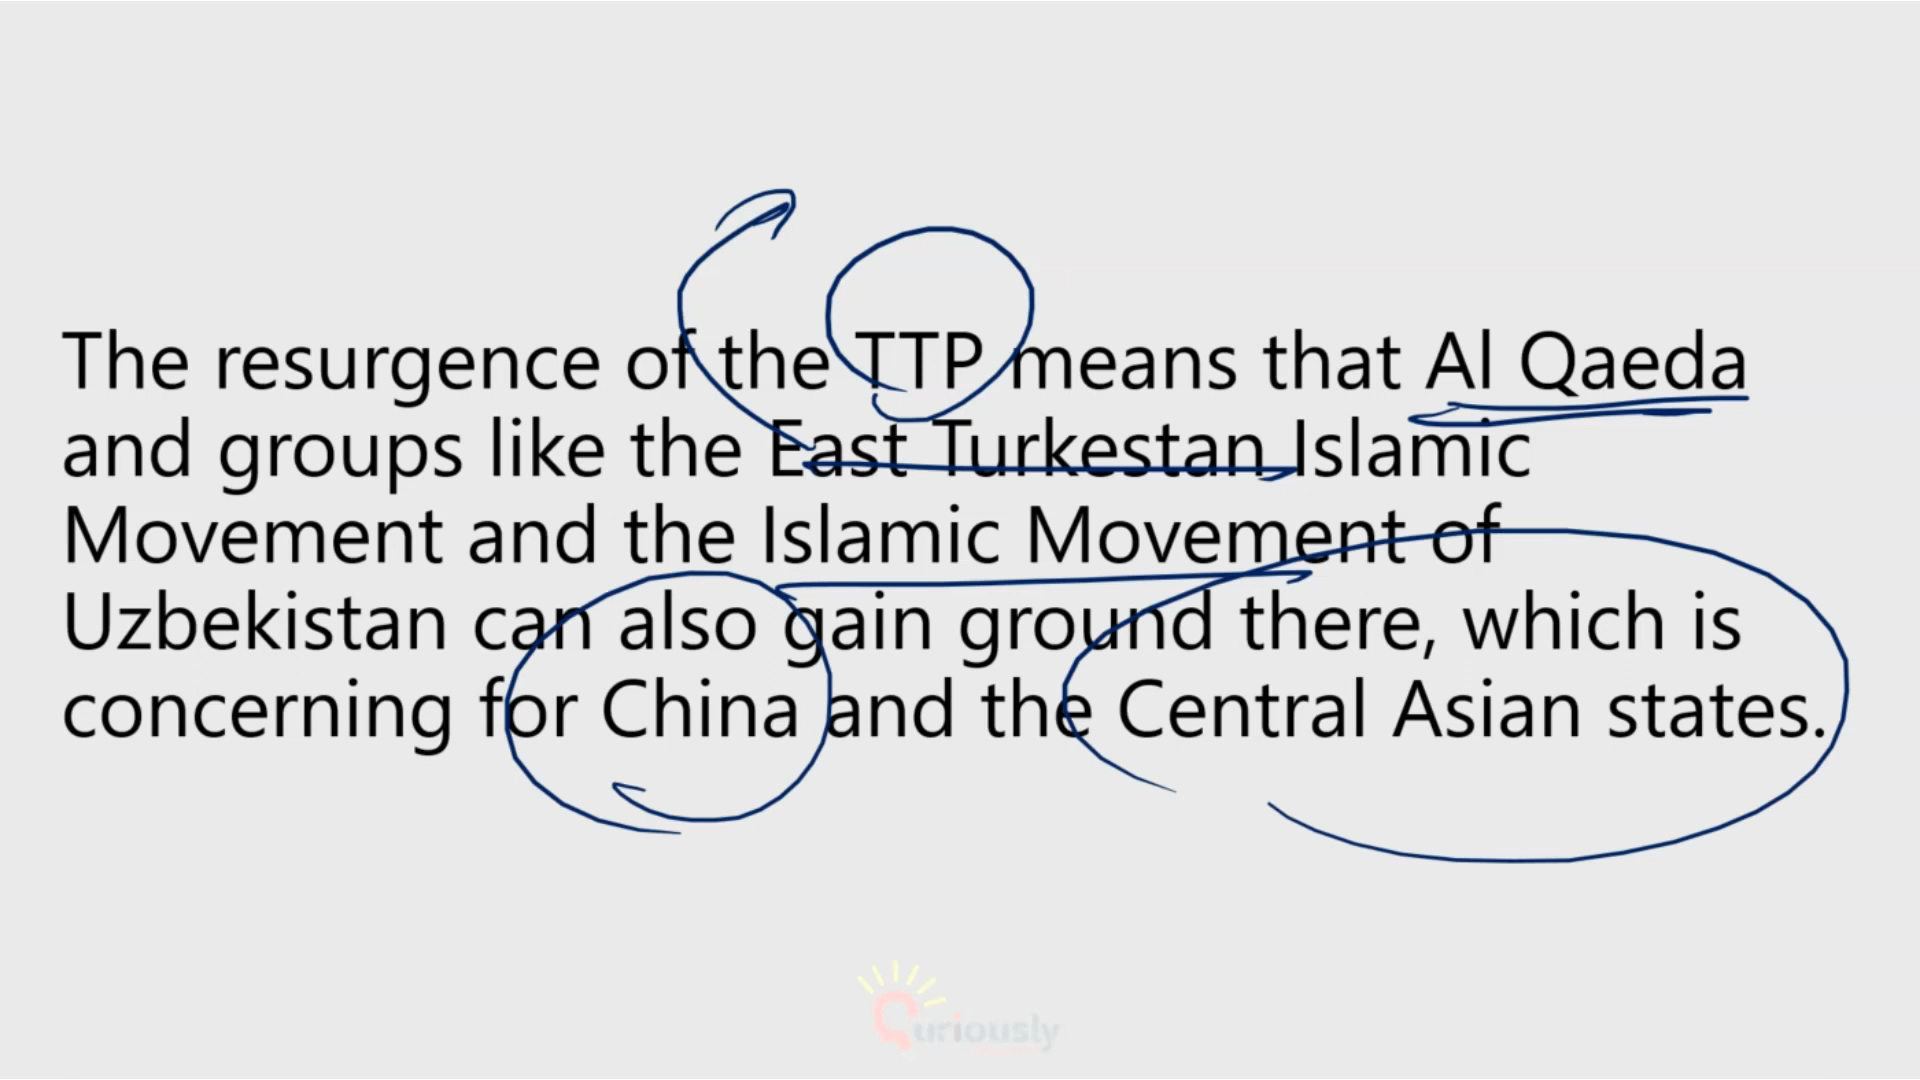 The resurgence of the TTP means that Al Qaeda
and groups like the East Turkestan Islamic
Movement and the Islamic Movement of
Uzbekistan can also gain ground there, which is
concerning for China and the Central Asian states.
Curiously